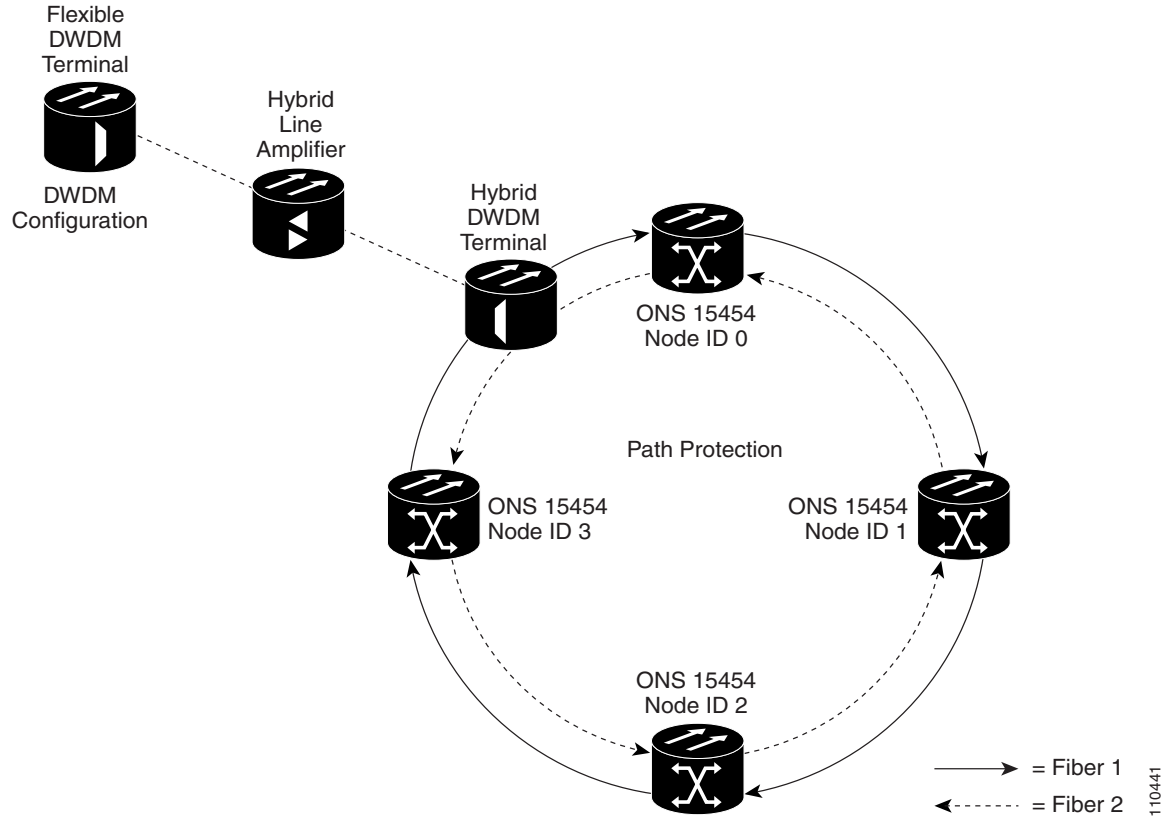 Flexible
DWDM
Terminal
DWDM
Configuration
Hybrid
Line
Amplifier
Hybrid
DWDM
Terminal
ONS 15454
Node ID 0
Path Protection
ONS 15454
Node ID 3
ONS 15454
Node ID 1
ONS 15454
Node ID 2
= Fiber 1
= Fiber 2
110441